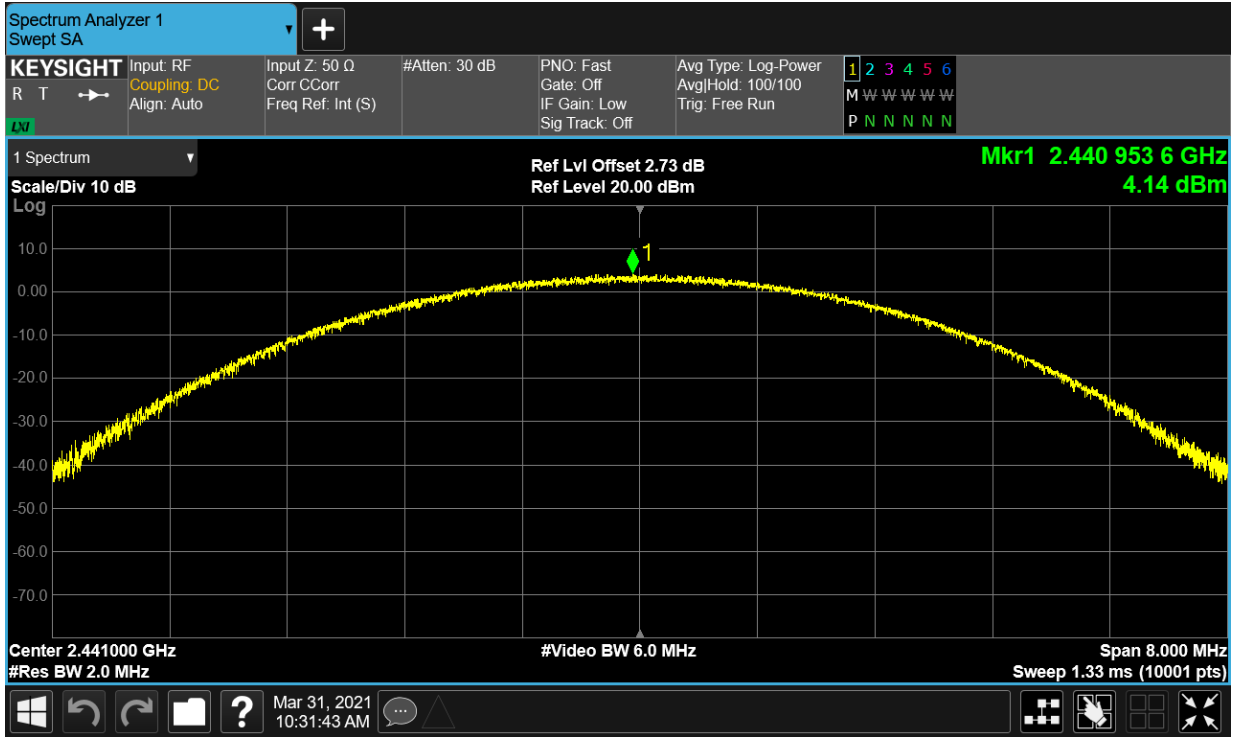 Spectrum Analyzer 1
Swept SA
KEYSIGHT
R T
LXI
Input: RF
Coupling: DC
Align: Auto
Input Z: 50 Ω
Corr CCorr
Freq Ref: Int (S)
#Atten: 30 dB
PNO: Fast
Gate: Off
IF Gain: Low
Sig Track: Off
Avg Type: Log-Power
Avg|Hold: 100/100
Trig: Free Run
1 2 3 4 5 6
M W W W W W
P N N N N N
1 Spectrum
Scale/Div 10 dB
Log
Ref Lvl Offset 2.73 dB
Ref Level 20.00 dBm
Mkr1 2.440 953 6 GHz
4.14 dBm
1
10.0
0.00
-10.0
-20.0
-30.0
-40.0
-50.0
-60.0
-70.0
Center 2.441000 GHz
#Res BW 2.0 MHz
#Video BW 6.0 MHz
Span 8.000 MHz
Sweep 1.33 ms (10001 pts)
?
Mar 31, 2021
10:31:43 AM